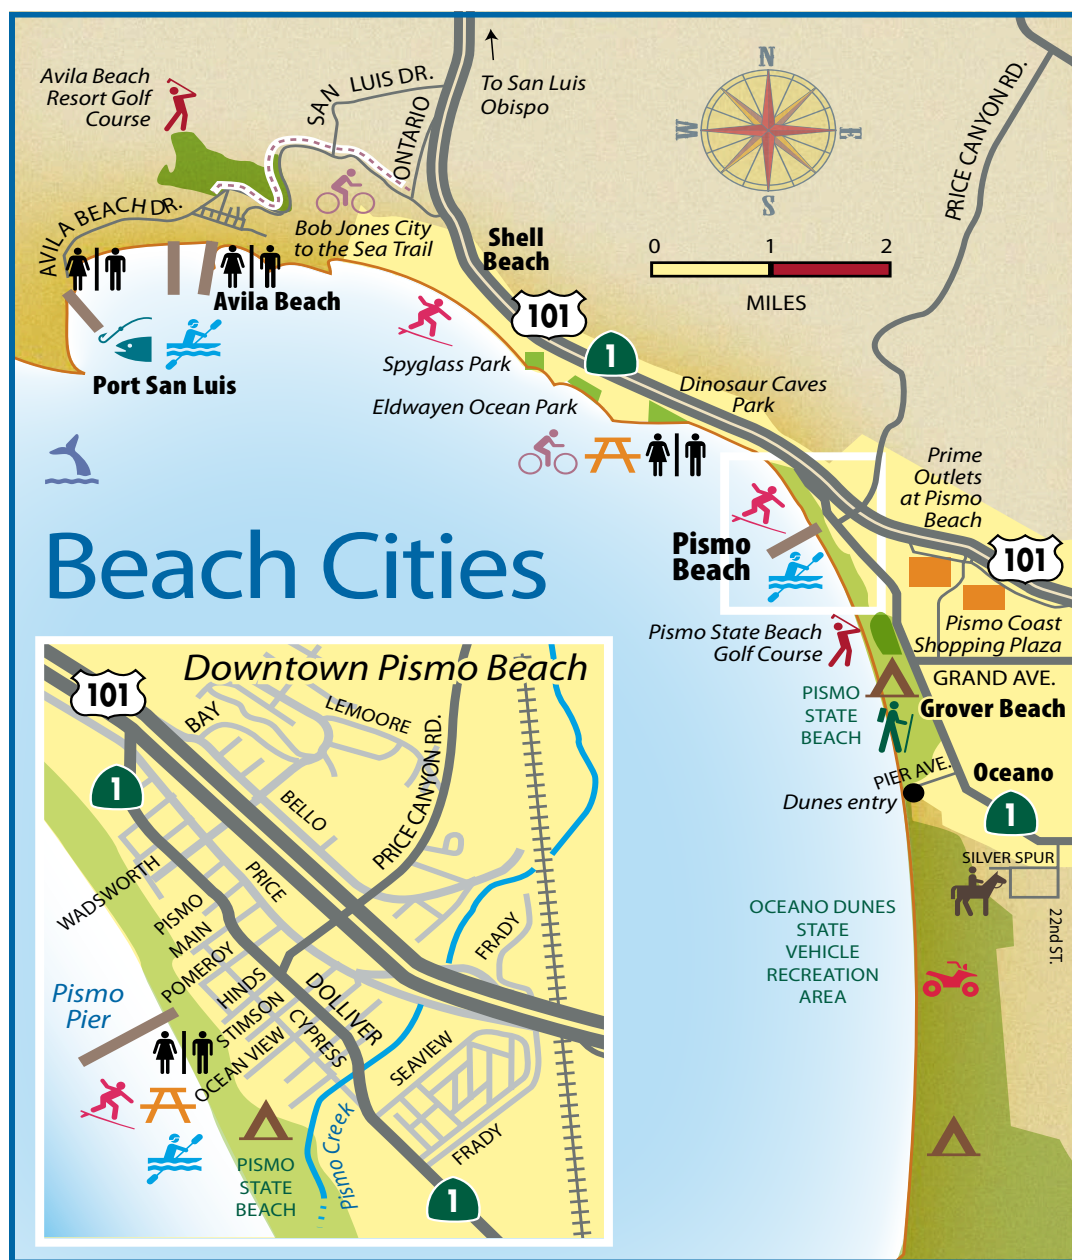 Avila Beach
Resort Golf
Course
SAN
LUIS DR.
ONTARIO
To San Luis
Obispo
N
W
E
S
PRICE CANYON RD.
AVILA BEACH DR.
Bob Jones City
to the Sea Trail
Shell
Beach
0 1 2
MILES
Avila Beach
101
1
Port San Luis
Spyglass Park
Eldwayen Ocean Park
Dinosaur Caves
Park
Prime
Outlets
at Pismo
Beach
Beach Cities
Pismo
Beach
101
Pismo State Beach
Golf Course
Pismo Coast
Shopping Plaza
GRAND AVE.
PISMO
STATE
BEACH
Grover Beach
PIER AVE.
Oceano
Dunes entry
1
SILVER SPUR
22nd ST.
OCEANO DUNES
STATE
VEHICLE
RECREATION
AREA
Downtown Pismo Beach
101
BAY
LEMOORE
PRICE CANYON RD.
1
BELLO
PRICE
WADSWORTH
PISMO
MAIN
POMEROY
HINDS
STIMSON
OCEAN VIEW
DOLLIVER
CYPRESS
FRADY
SEAVIEW
FRADY
Pismo
Pier
Pismo Creek
PISMO
STATE
BEACH
1